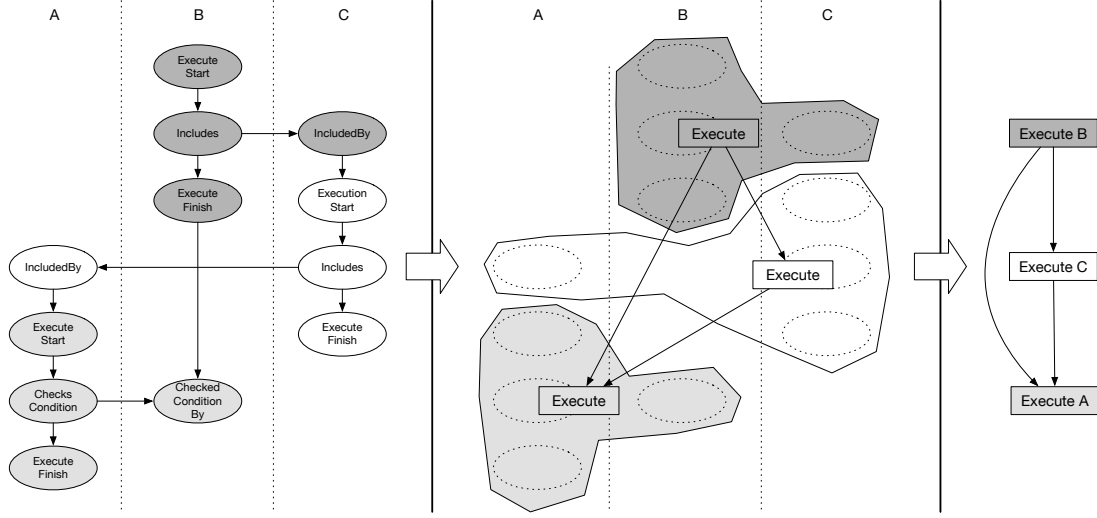 A
B
C
A
B
C
Execute
Start
Includes
IncludedBy
Execute
Finish
Execution
Start
IncludedBy
Includes
Execute
Start
Execute
Finish
Checks
Condition
Checked
Condition
By
Execute
Finish
Execute
Execute
Execute
Execute B
Execute C
Execute A